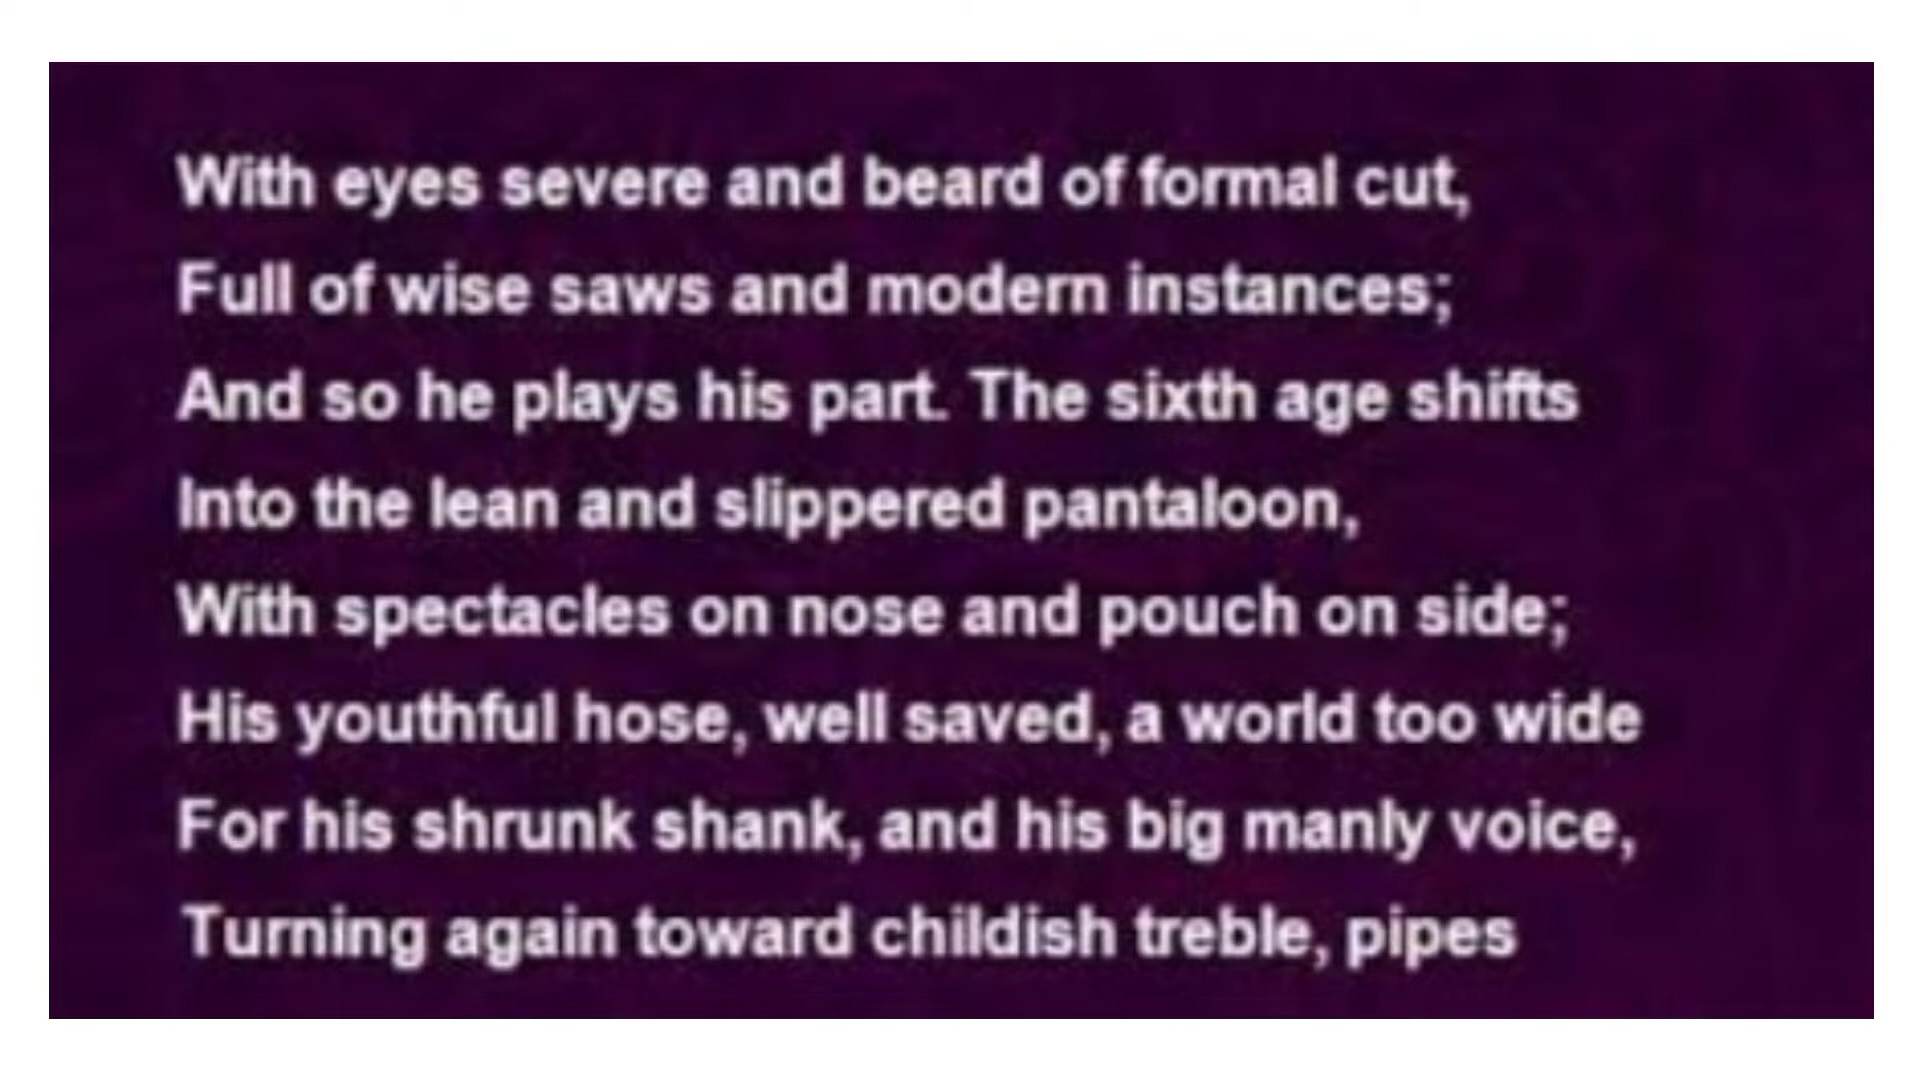 With eyes severe and beard of formal cut,
Full of wise saws and modern instances;
And so he plays his part. The sixth age shifts
Into the lean and slippered pantaloon,
With spectacles on nose and pouch on side;
His youthful hose, well saved, a world too wide
For his shrunk shank, and his big manly voice,
Turning again toward childish treble, pipes